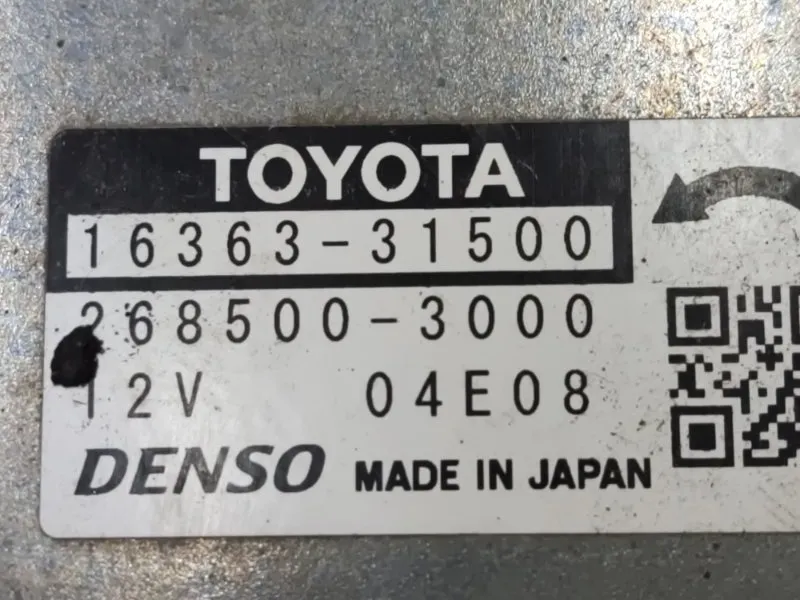 TOYOTA
16363-31500
268500-3000
12V 04E08
DENSO MADE IN JAPAN